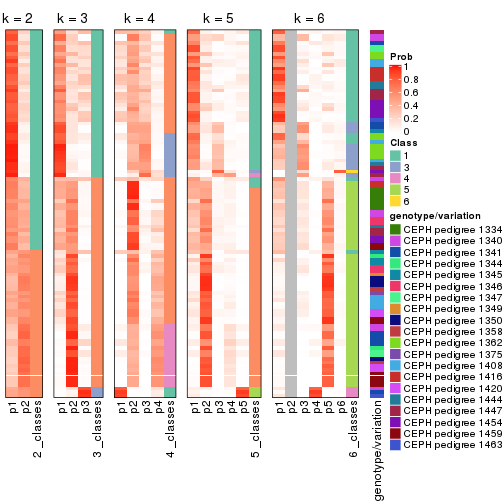 k = 2
k = 3
k = 4
k = 5
k = 6
Prob
1
0.8
0.6
0.4
0.2
0
Class
1
3
4
5
6
genotype/variation
CEPH pedigree 1334
CEPH pedigree 1340
CEPH pedigree 1341
CEPH pedigree 1344
CEPH pedigree 1345
CEPH pedigree 1346
CEPH pedigree 1347
CEPH pedigree 1349
CEPH pedigree 1350
CEPH pedigree 1358
CEPH pedigree 1362
CEPH pedigree 1375
CEPH pedigree 1408
CEPH pedigree 1416
CEPH pedigree 1420
CEPH pedigree 1444
CEPH pedigree 1447
CEPH pedigree 1454
CEPH pedigree 1459
CEPH pedigree 1463
p1
p2
2_classes
p1
p2
p3
3_classes
p1
p2
p3
p4
4_classes
p1
p2
p3
p4
p5
5_classes
p1
p2
p3
p4
p5
p6
6_classes
genotype/variation